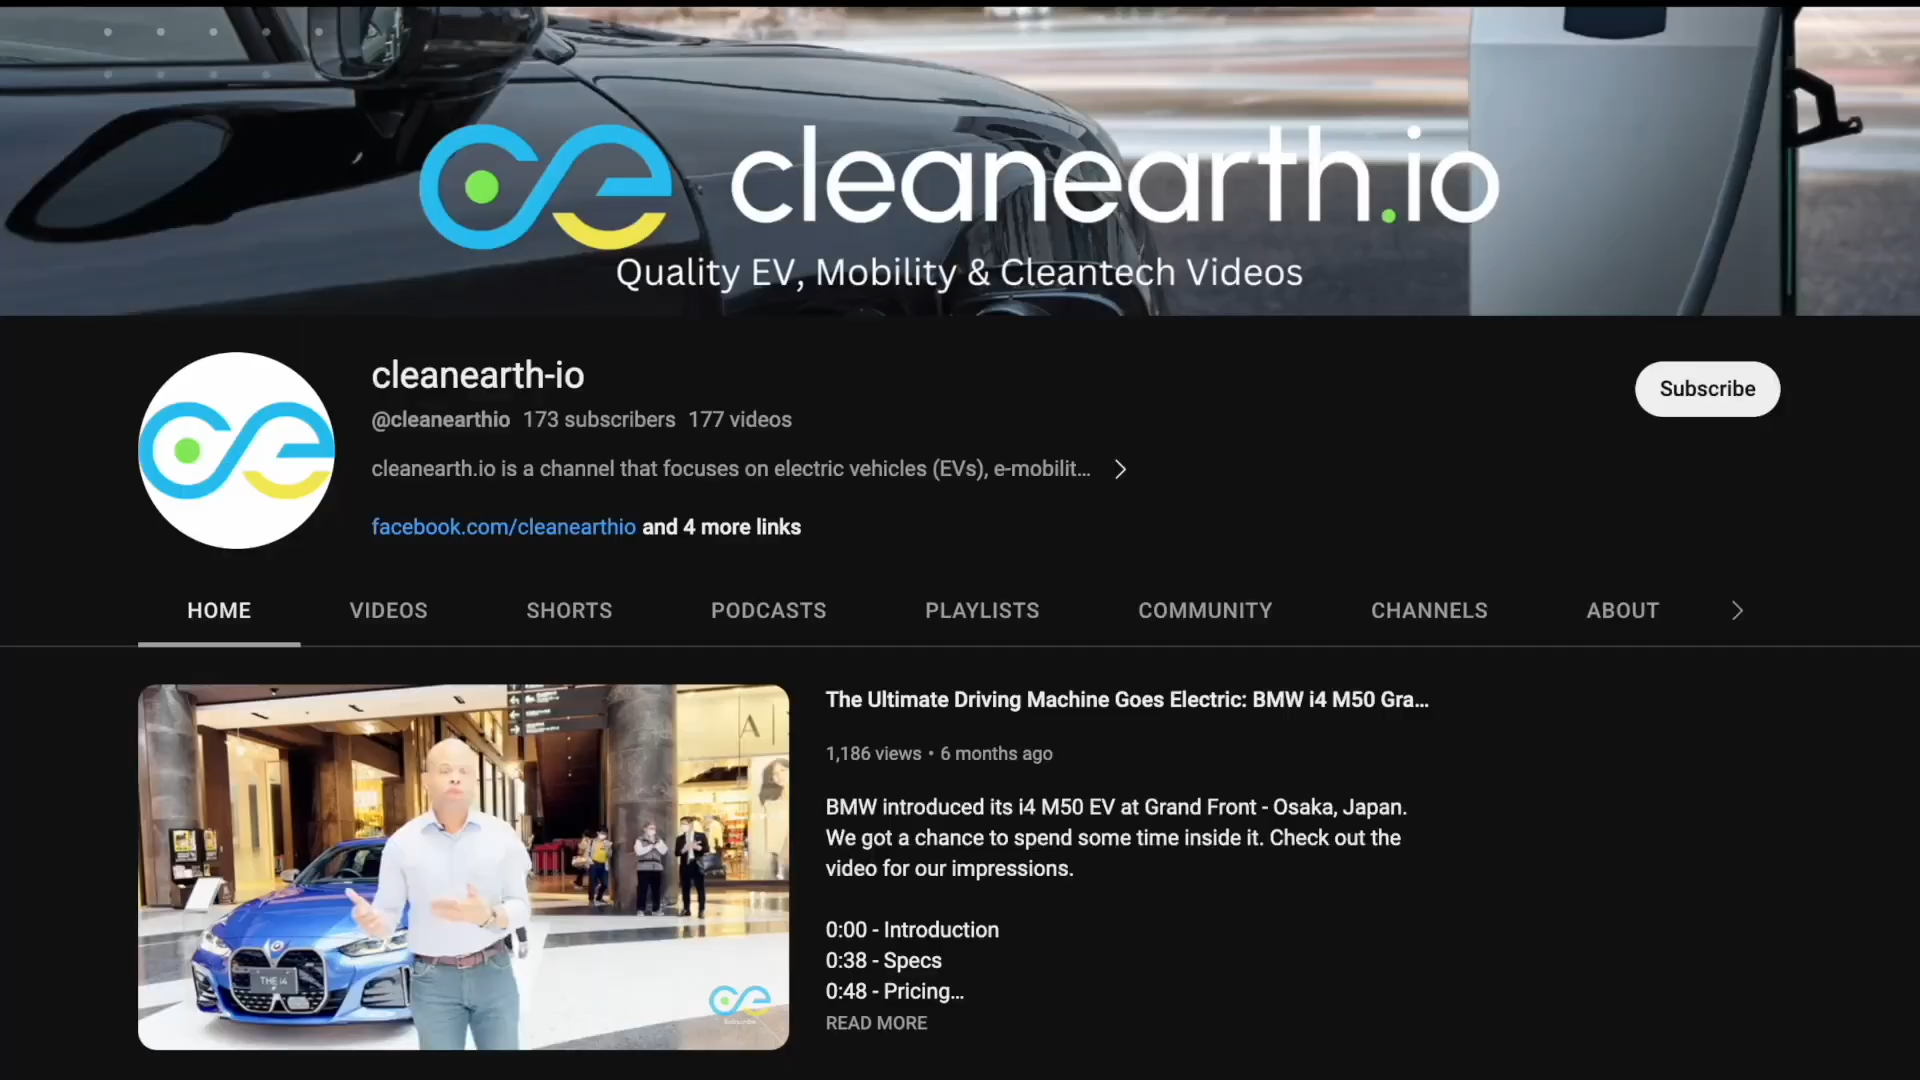 cleanearth.io
Quality EV, Mobility & Cleantech Videos
cleanearth-io
Subscribe
@cleanearthio 173 subscribers 177 videos
cleanearth.io is a channel that focuses on electric vehicles (EVs), e-mobilit...
facebook.com/cleanearthio and 4 more links
HOME VIDEOS SHORTS PODCASTS PLAYLISTS COMMUNITY CHANNELS ABOUT
The Ultimate Driving Machine Goes Electric: BMW i4 M50 Gra...
1,186 views • 6 months ago
BMW introduced its i4 M50 EV at Grand Front - Osaka, Japan.
We got a chance to spend some time inside it. Check out the
video for our impressions.
0:00 - Introduction
0:38 - Specs
0:48 - Pricing...
READ MORE
A|
THE i4
Subscribe